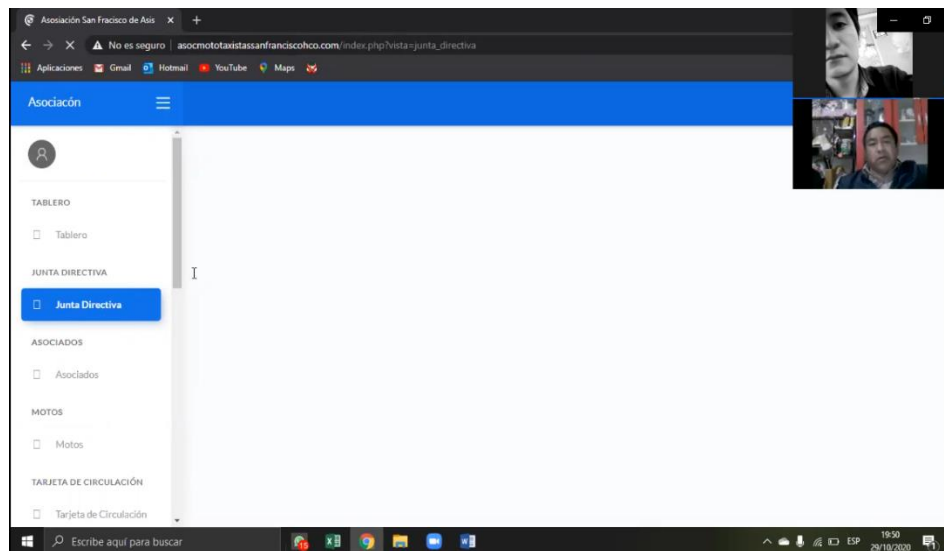 Asosiación San Fracisco de Asis
No es seguro asocmototaxistassanfranciscohco.com/index.php?vista=junta_directiva
Aplicaciones Gmail Hotmail YouTube Maps
Asociacón
TABLERO
Tablero
JUNTA DIRECTIVA
Junta Directiva
ASOCIADOS
Asociados
MOTOS
Motos
TARJETA DE CIRCULACIÓN
Tarjeta de Circulación
Escribe aquí para buscar
ESP
19:50
29/10/2020